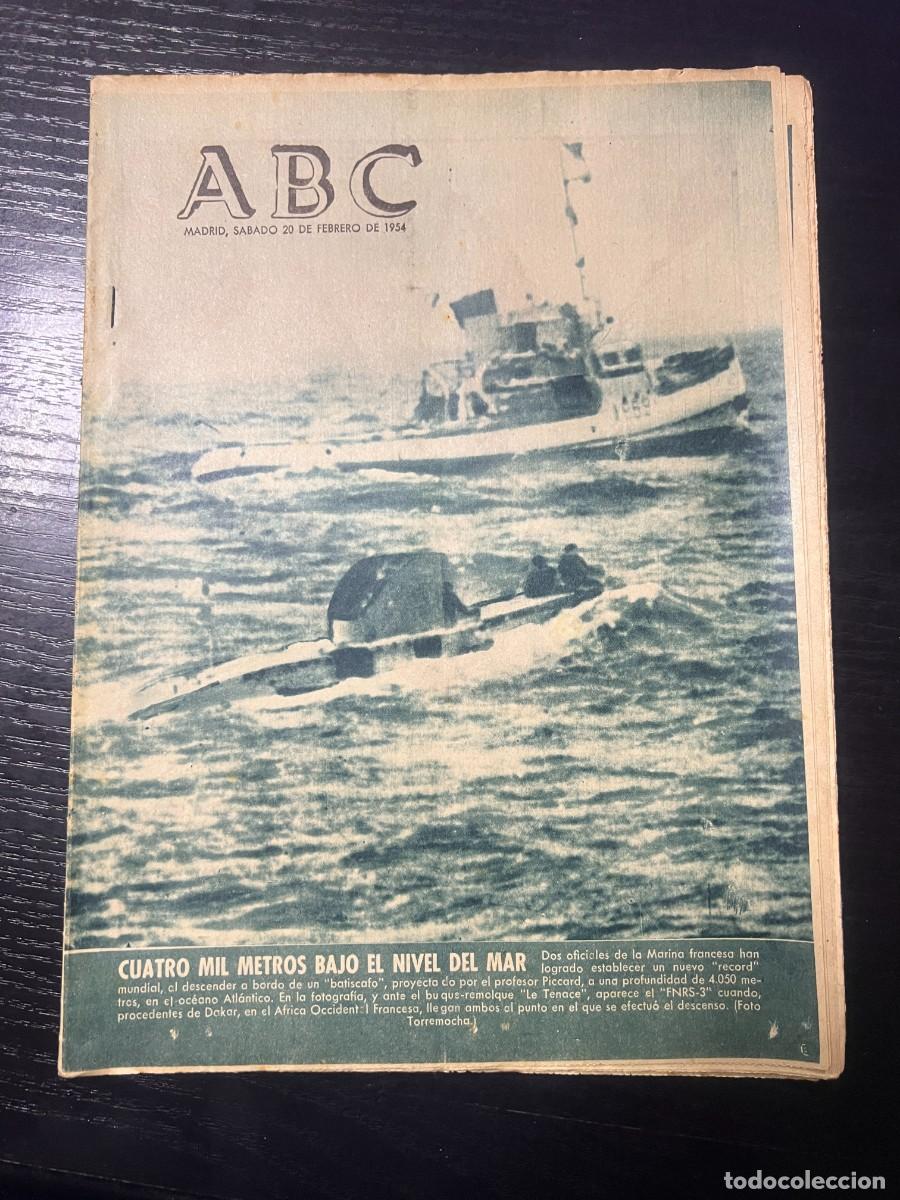 ABC
MADRID, SABADO 20 DE FEBRERO DE 1954
CUATRO MIL METROS BAJO EL NIVEL DEL MAR Dos oficiales de la Marina francesa han
logrado establecer un nuevo "record"
mundial, al descender a bordo de un "batiscafo", proyectado por el profesor Piccard, a una profundidad de 4.050 me-
tros, en el océano Atlántico. En la fotografía, y ante el buque-remolque "Le Tenace", aparece el "FNRS-3" cuando,
procedentes de Dakar, en el Africa Occidental Francesa, llegan ambos al punto en el que se efectuó el descenso. (Foto
Torremocha.)
todocoleccion